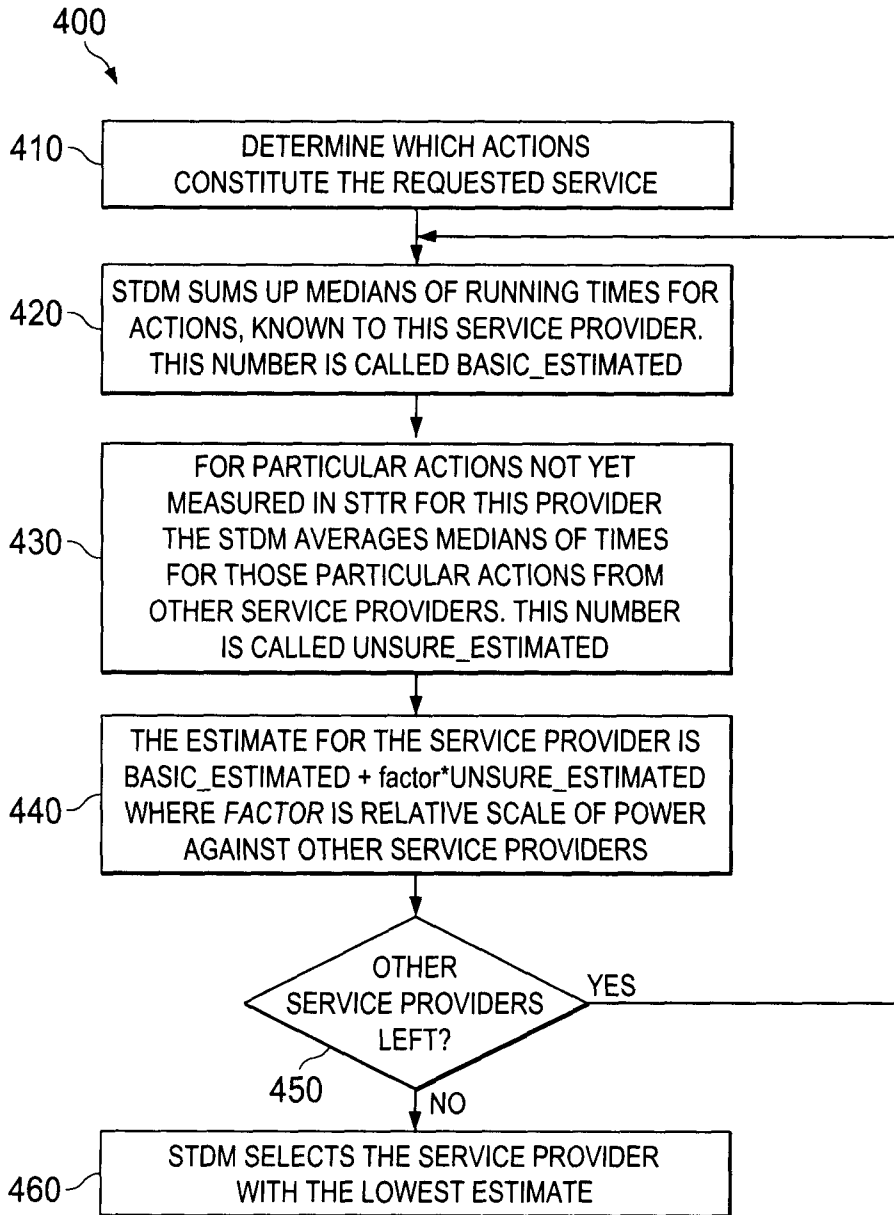 400
410
DETERMINE WHICH ACTIONS
CONSTITUTE THE REQUESTED SERVICE
420
STDM SUMS UP MEDIANS OF RUNNING TIMES FOR
ACTIONS, KNOWN TO THIS SERVICE PROVIDER.
THIS NUMBER IS CALLED BASIC_ESTIMATED
430
FOR PARTICULAR ACTIONS NOT YET
MEASURED IN STTR FOR THIS PROVIDER
THE STDM AVERAGES MEDIANS OF TIMES
FOR THOSE PARTICULAR ACTIONS FROM
OTHER SERVICE PROVIDERS. THIS NUMBER
IS CALLED UNSURE_ESTIMATED
440
THE ESTIMATE FOR THE SERVICE PROVIDER IS
BASIC_ESTIMATED + factor*UNSURE_ESTIMATED
WHERE FACTOR IS RELATIVE SCALE OF POWER
AGAINST OTHER SERVICE PROVIDERS
OTHER
SERVICE PROVIDERS
LEFT?
YES
450
NO
460
STDM SELECTS THE SERVICE PROVIDER
WITH THE LOWEST ESTIMATE